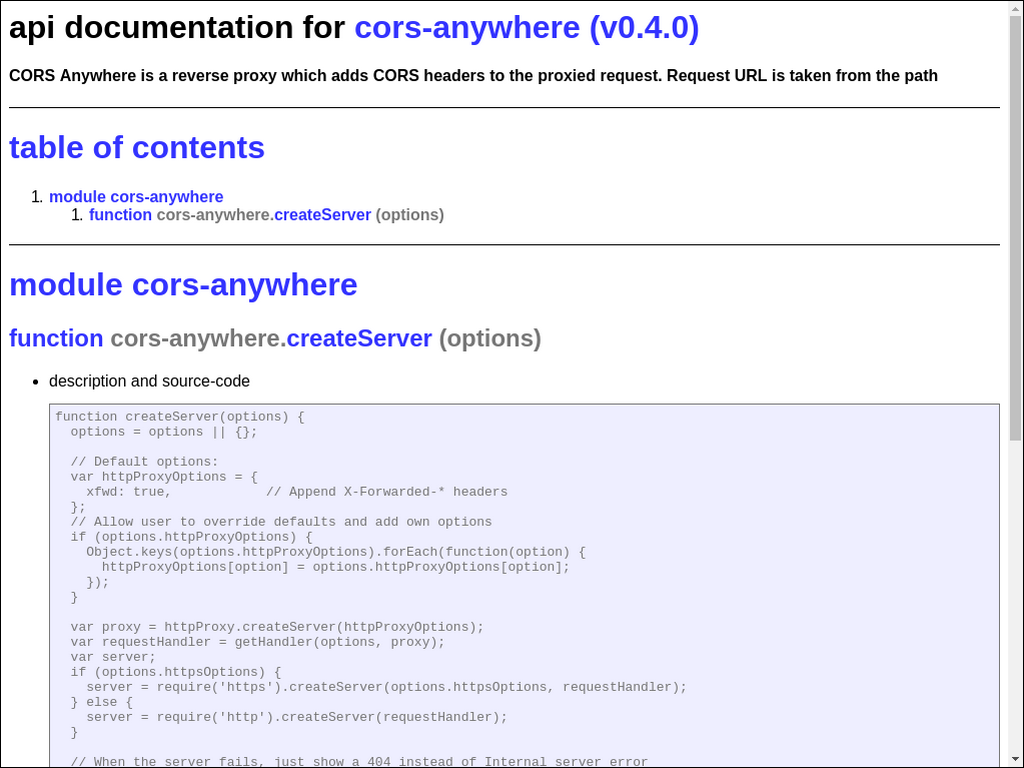 api documentation for cors-anywhere (v0.4.0)
CORS Anywhere is a reverse proxy which adds CORS headers to the proxied request. Request URL is taken from the path
table of contents
1. module cors-anywhere
1. function cors-anywhere.createServer (options)
module cors-anywhere
function cors-anywhere.createServer (options)
• description and source-code
function createServer(options) {
  options = options || {};

  // Default options:
  var httpProxyOptions = {
    xfwd: true,            // Append X-Forwarded-* headers
  };
  // Allow user to override defaults and add own options
  if (options.httpProxyOptions) {
    Object.keys(options.httpProxyOptions).forEach(function(option) {
      httpProxyOptions[option] = options.httpProxyOptions[option];
    });
  }

  var proxy = httpProxy.createServer(httpProxyOptions);
  var requestHandler = getHandler(options, proxy);
  var server;
  if (options.httpsOptions) {
    server = require('https').createServer(options.httpsOptions, requestHandler);
  } else {
    server = require('http').createServer(requestHandler);
  }

  // When the server fails, just show a 404 instead of Internal server error